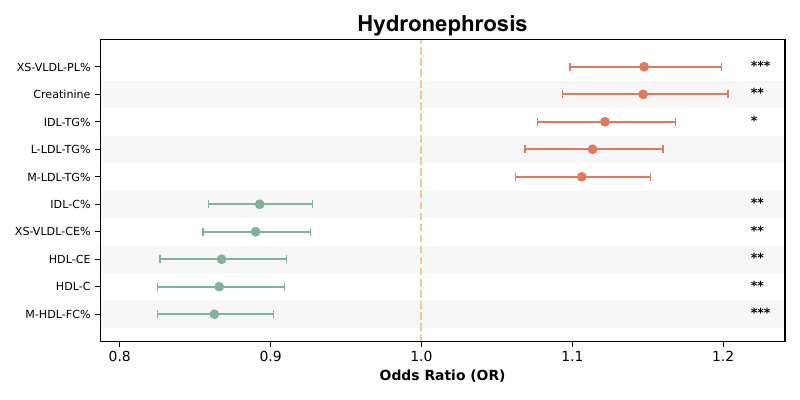 Hydronephrosis
XS-VLDL-PL% ***
Creatinine **
IDL-TG% *
L-LDL-TG%
M-LDL-TG%
IDL-C% **
XS-VLDL-CE% **
HDL-CE **
HDL-C **
M-HDL-FC% ***
0.8 0.9 1.0 1.1 1.2
Odds Ratio (OR)